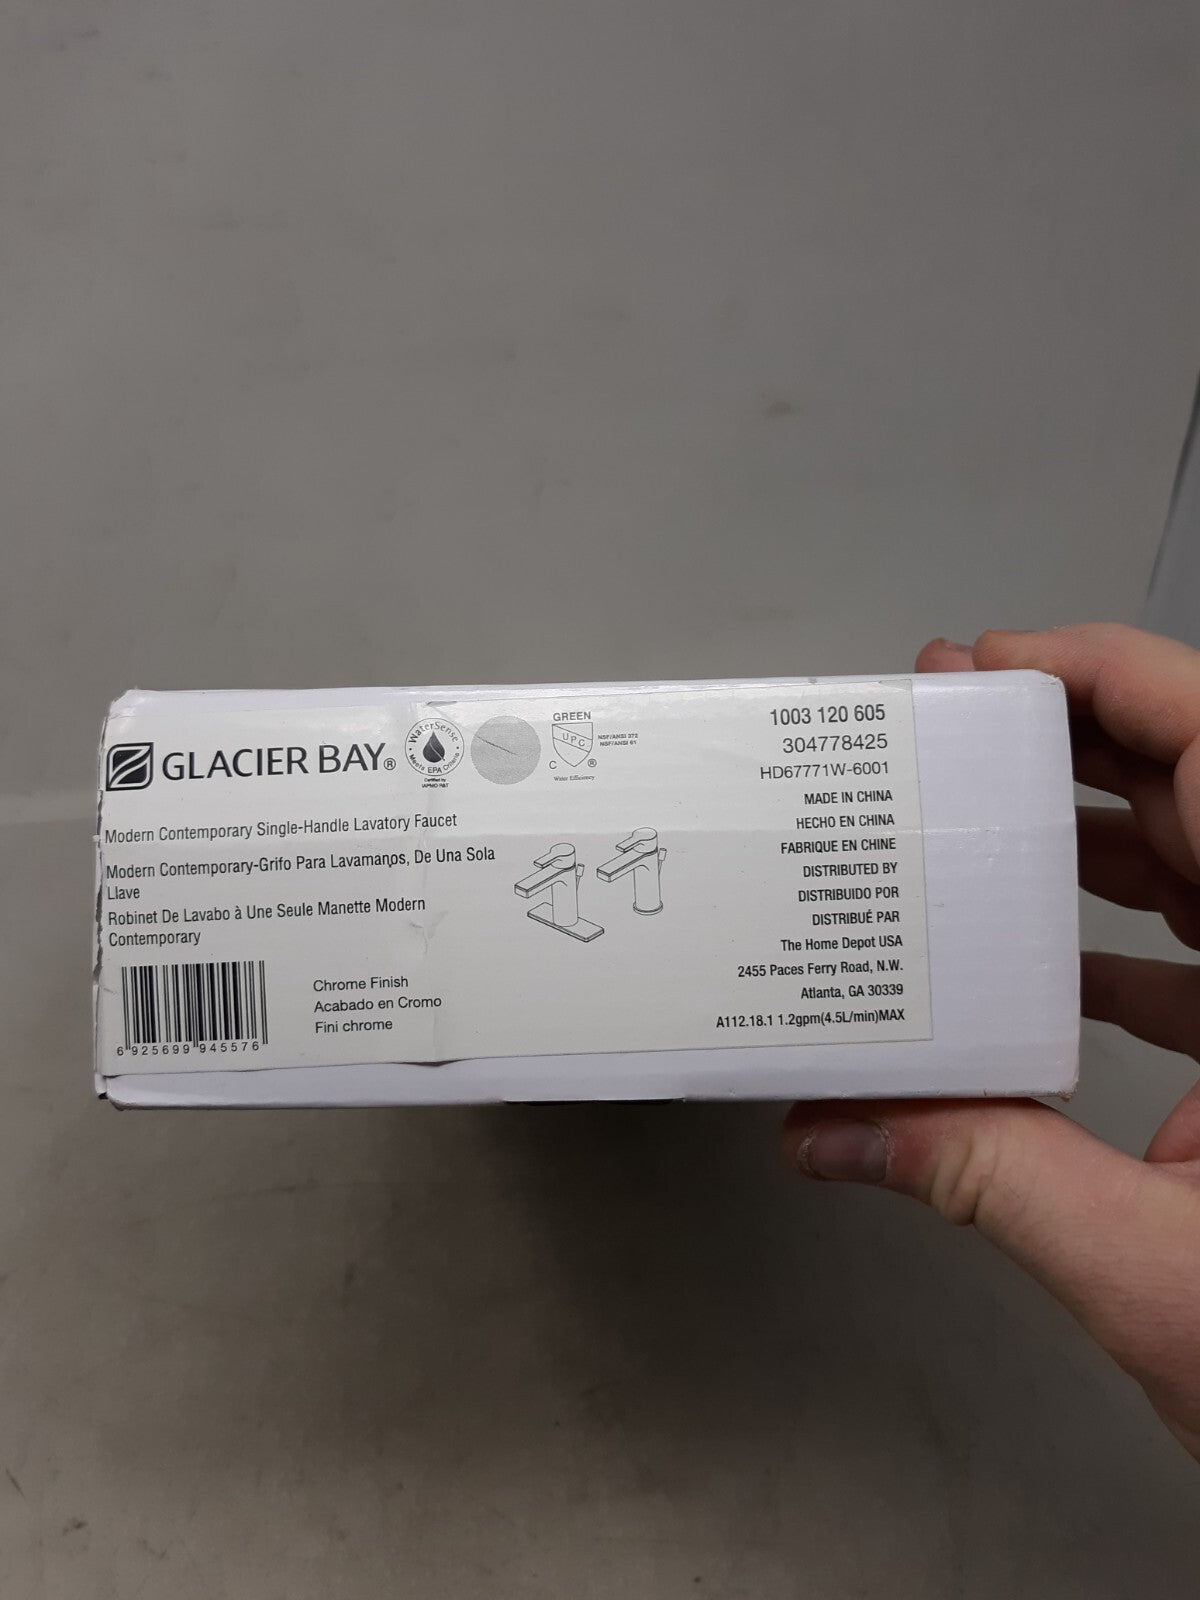 GLACIER BAY®
WaterSense
Meets EPA Criteria
Certified by
IAPMO R&T
GREEN
UPC
C ®
Water Efficiency
NSF/ANSI 372
NSF/ANSI 61
1003 120 605
304778425
HD67771W-6001
Modern Contemporary Single-Handle Lavatory Faucet
Modern Contemporary-Grifo Para Lavamanos, De Una Sola
Llave
Robinet De Lavabo à Une Seule Manette Modern
Contemporary
Chrome Finish
Acabado en Cromo
Fini chrome
6 925699 945576
MADE IN CHINA
HECHO EN CHINA
FABRIQUE EN CHINE
DISTRIBUTED BY
DISTRIBUIDO POR
DISTRIBUÉ PAR
The Home Depot USA
2455 Paces Ferry Road, N.W.
Atlanta, GA 30339
A112.18.1 1.2gpm(4.5L/min)MAX